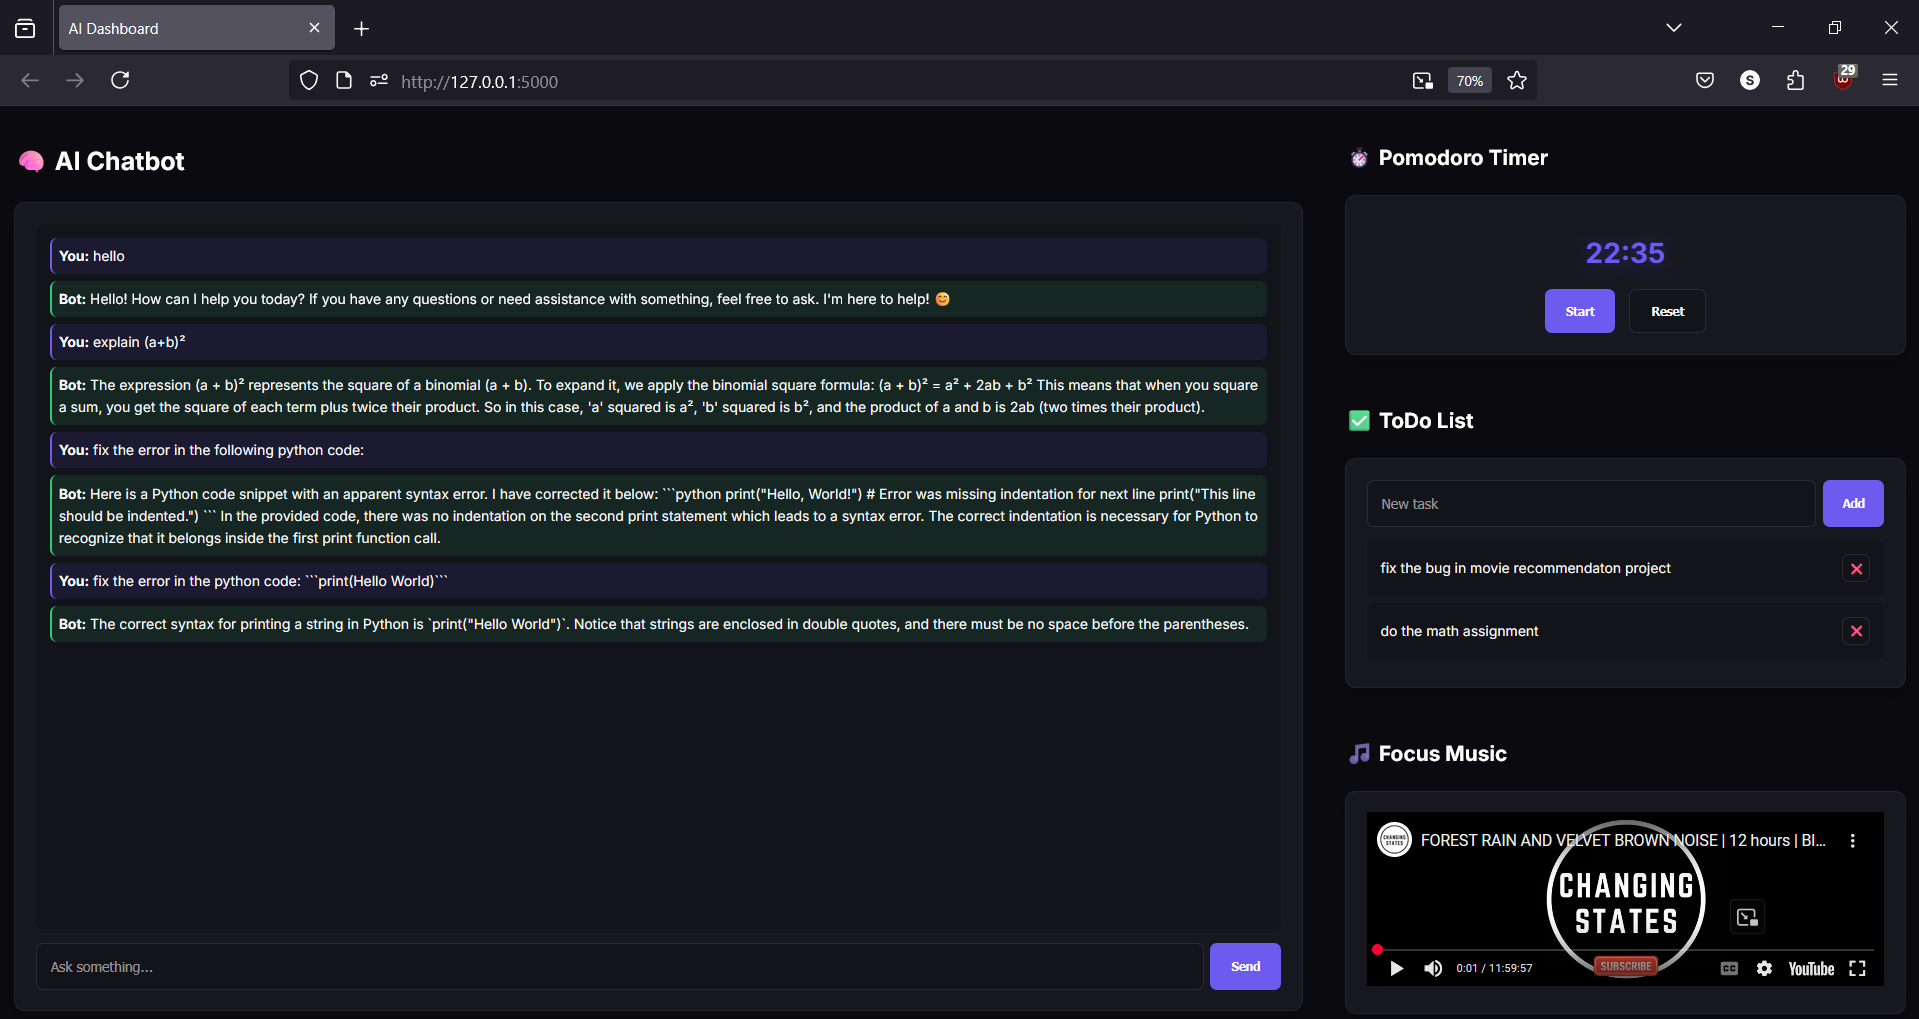 AI Dashboard
http://127.0.0.1:5000
70%
S
29
🧠 AI Chatbot
You: hello
Bot: Hello! How can I help you today? If you have any questions or need assistance with something, feel free to ask. I'm here to help! 😊
You: explain (a+b)²
Bot: The expression (a + b)² represents the square of a binomial (a + b). To expand it, we apply the binomial square formula: (a + b)² = a² + 2ab + b² This means that when you square
a sum, you get the square of each term plus twice their product. So in this case, 'a' squared is a², 'b' squared is b², and the product of a and b is 2ab (two times their product).
You: fix the error in the following python code:
Bot: Here is a Python code snippet with an apparent syntax error. I have corrected it below: ```python print("Hello, World!") # Error was missing indentation for next line print("This line
should be indented.") ``` In the provided code, there was no indentation on the second print statement which leads to a syntax error. The correct indentation is necessary for Python to
recognize that it belongs inside the first print function call.
You: fix the error in the python code: ```print(Hello World)```
Bot: The correct syntax for printing a string in Python is `print("Hello World")`. Notice that strings are enclosed in double quotes, and there must be no space before the parentheses.
Ask something...
Send
⏱️ Pomodoro Timer
22:35
Start
Reset
✅ ToDo List
New task
Add
fix the bug in movie recommendaton project
do the math assignment
🎵 Focus Music
CHANGING
STATES
FOREST RAIN AND VELVET BROWN NOISE | 12 hours | Bl...
CHANGING
STATES
SUBSCRIBE
0:01 / 11:59:57
CC
YouTube